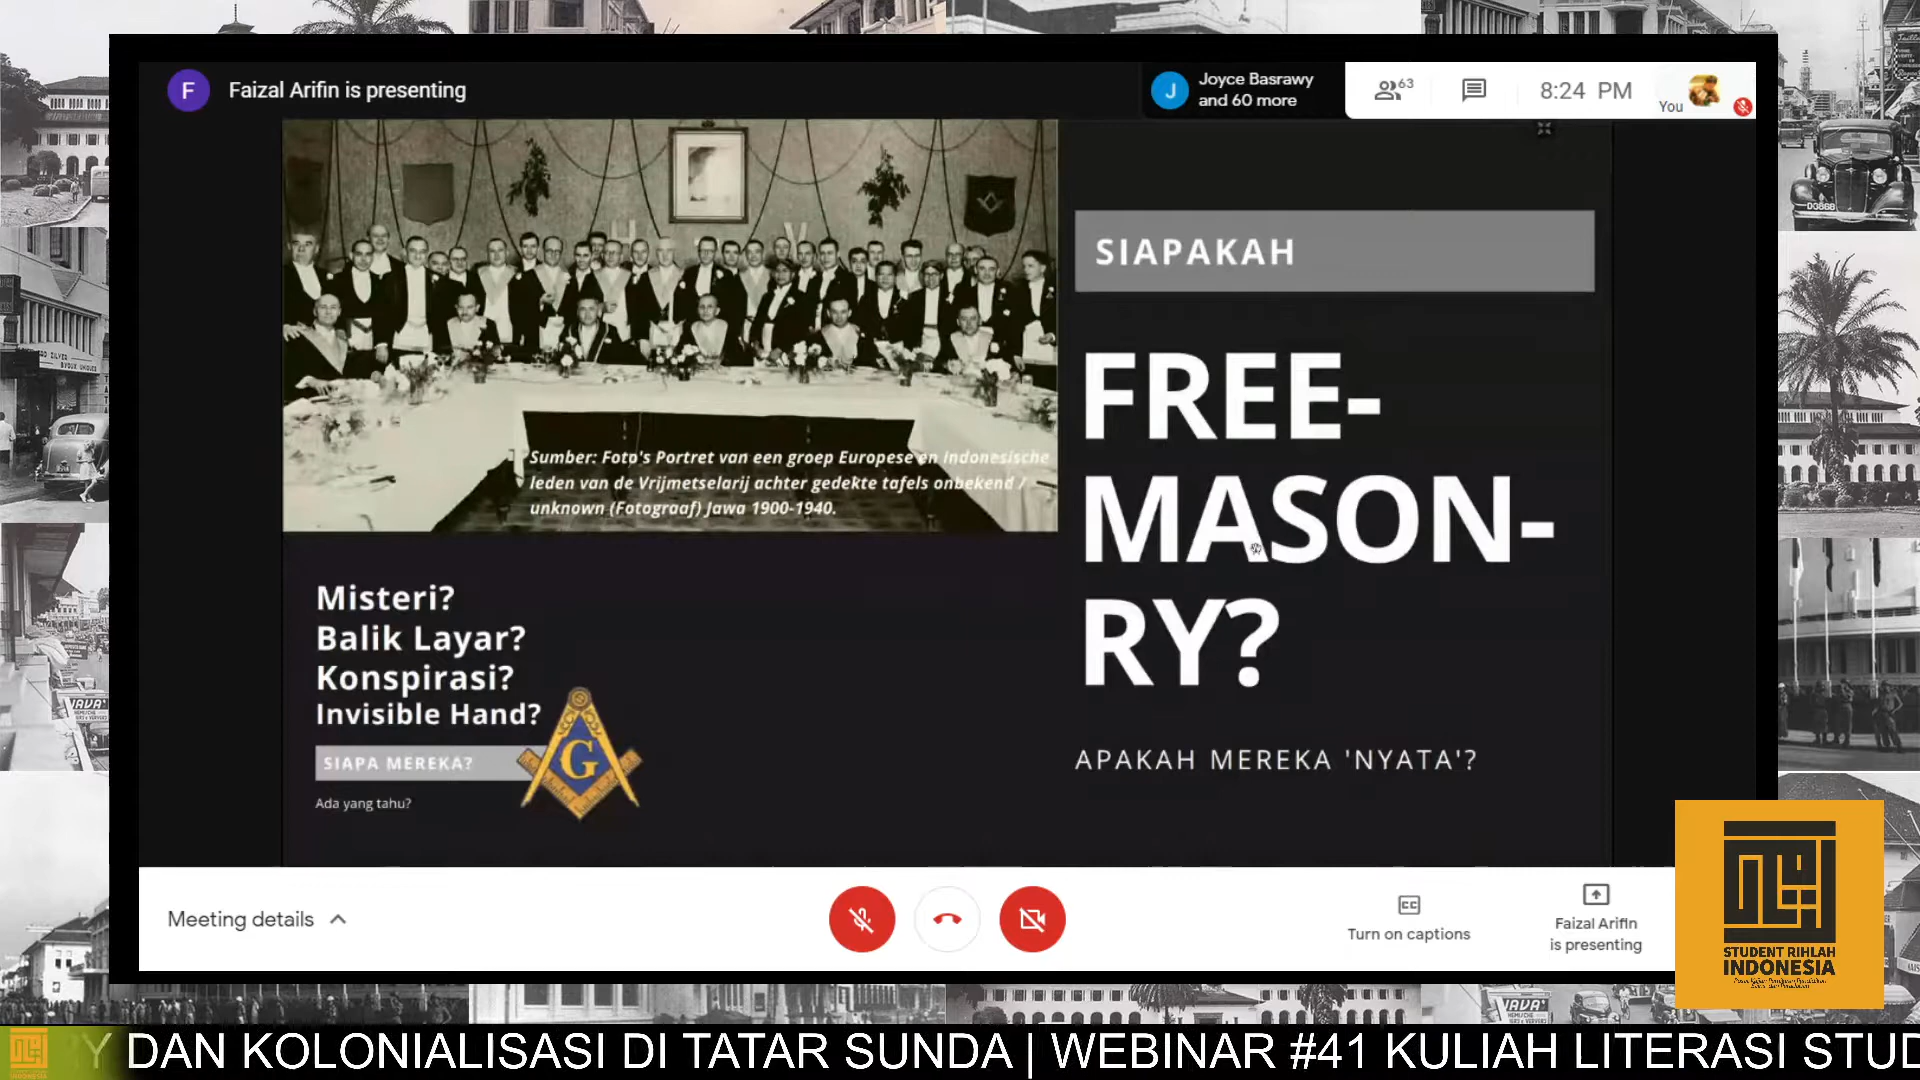 F
Faizal Arifin is presenting
J
Joyce Basrawy
and 60 more
63
8:24 PM
You
SIAPAKAH
FREE-
MASON-
RY?
APAKAH MEREKA 'NYATA'?
Sumber: Foto's Portret van een groep Europese en Indonesische
leden van de Vrijmetselarij achter gedekte tafels onbekend /
unknown (Fotograaf) Jawa 1900-1940.
Misteri?
Balik Layar?
Konspirasi?
Invisible Hand?
SIAPA MEREKA?
Ada yang tahu?
G
Meeting details
CC
Turn on captions
Faizal Arifin
is presenting
STUDENT RIHLAH
INDONESIA
Y DAN KOLONIALISASI DI TATAR SUNDA | WEBINAR #41 KULIAH LITERASI STUD